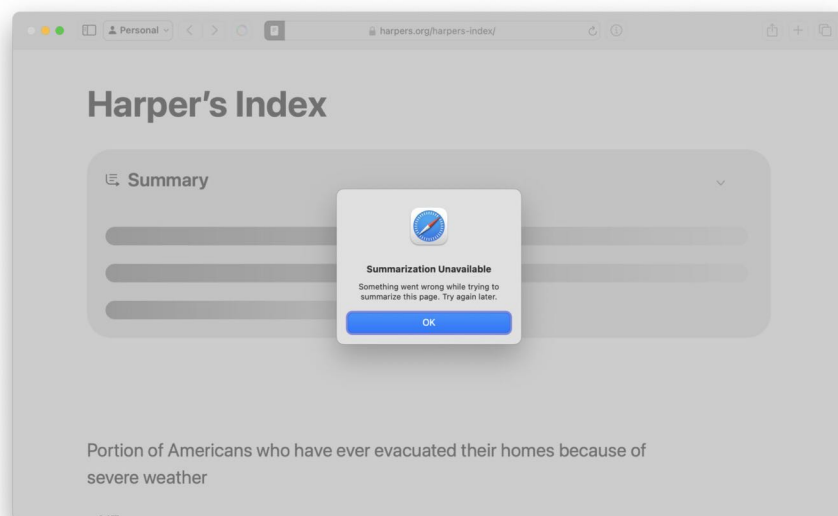 Personal
harpers.org/harpers-index/
Harper's Index
Summary
Summarization Unavailable
Something went wrong while trying to
summarize this page. Try again later.
OK
Portion of Americans who have ever evacuated their homes because of
severe weather